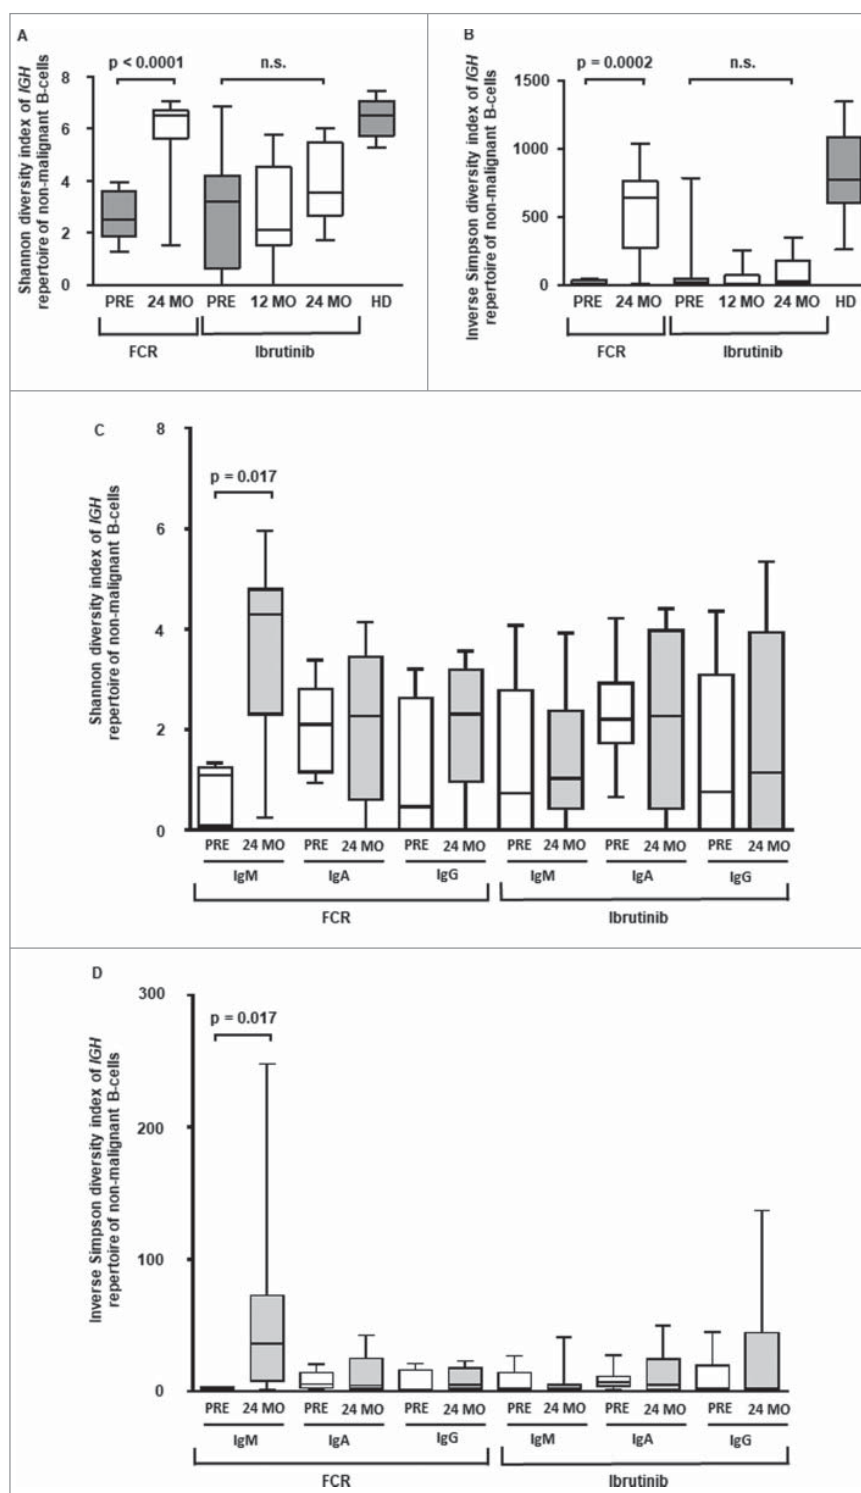 A
Shannon diversity index of IGH
repertoire of non-malignant B-cells
p < 0.0001
n.s.
8
6
4
2
0
PRE 24 MO PRE 12 MO 24 MO HD
FCR Ibrutinib
B
Inverse Simpson diversity index of IGH
repertoire of non-malignant B-cells
p = 0.0002
n.s.
1500
1000
500
0
PRE 24 MO PRE 12 MO 24 MO HD
FCR Ibrutinib
C
Shannon diversity index of IGH
repertoire of non-malignant B-cells
8
p = 0.017
6
4
2
0
PRE 24 MO PRE 24 MO PRE 24 MO PRE 24 MO PRE 24 MO PRE 24 MO
IgM IgA IgG IgM IgA IgG
FCR Ibrutinib
D
Inverse Simpson diversity index of IGH
repertoire of non-malignant B-cells
300
p = 0.017
200
100
0
PRE 24 MO PRE 24 MO PRE 24 MO PRE 24 MO PRE 24 MO PRE 24 MO
IgM IgA IgG IgM IgA IgG
FCR Ibrutinib